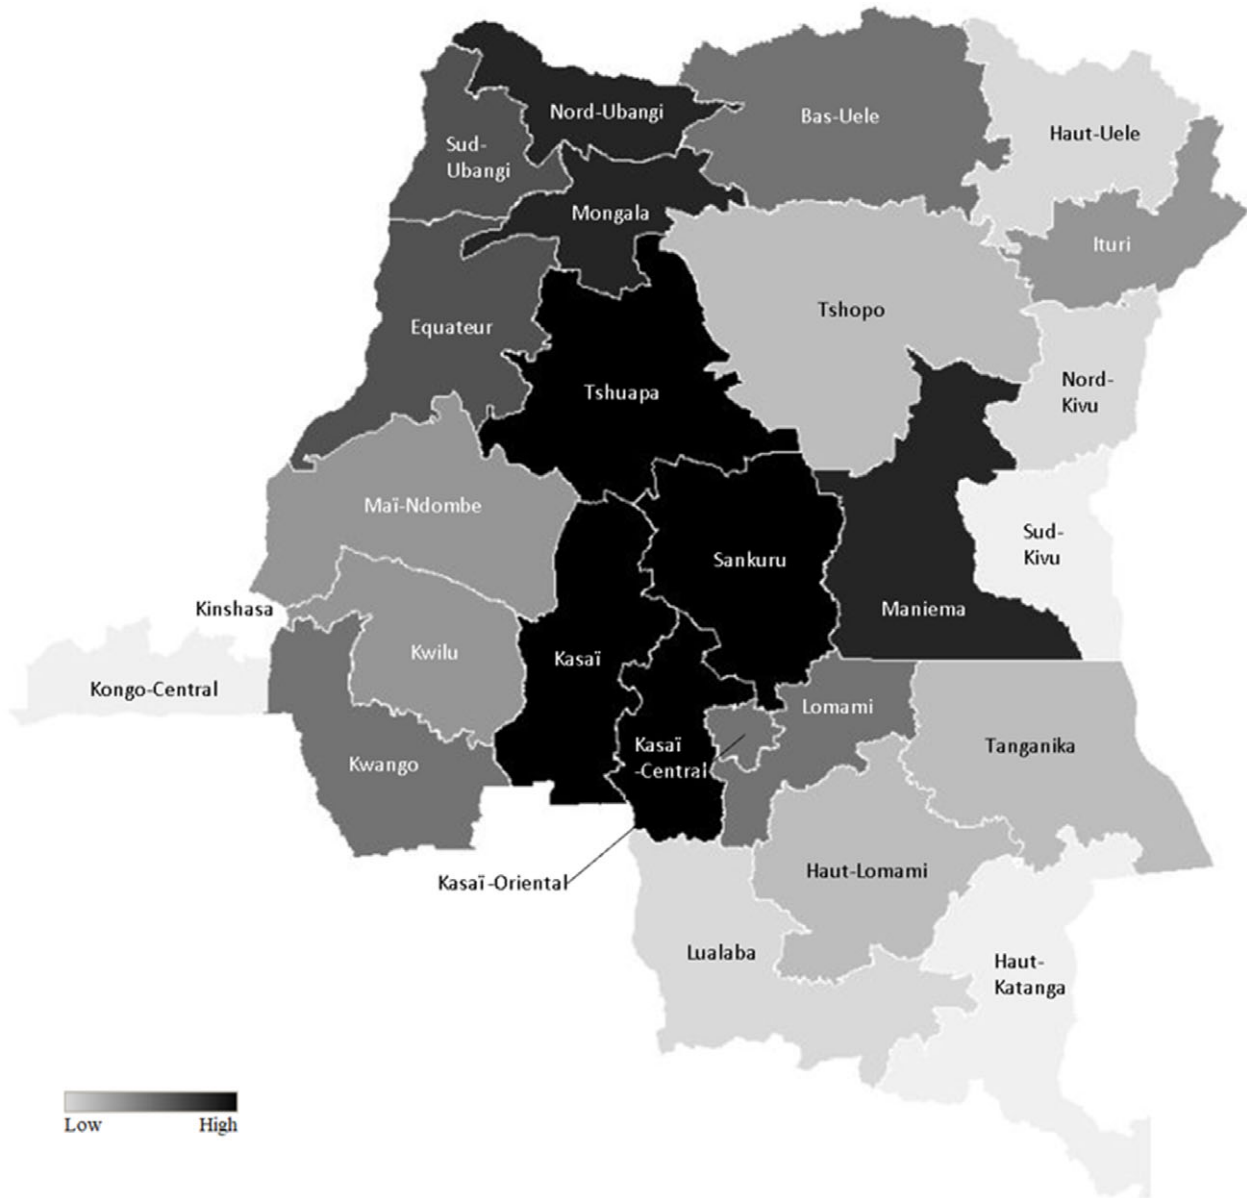 Nord-Ubangi
Bas-Uele
Haut-Uele
Sud-
Ubangi
Mongala
Ituri
Equateur
Tshopo
Tshuapa
Nord-
Kivu
Maï-Ndombe
Sankuru
Sud-
Kivu
Kinshasa
Maniema
Kwilu
Kasaï
Kongo-Central
Lomami
Kasaï
-Central
Tanganika
Kwango
Haut-Lomami
Kasaï-Oriental
Lualaba
Haut-
Katanga
Low High